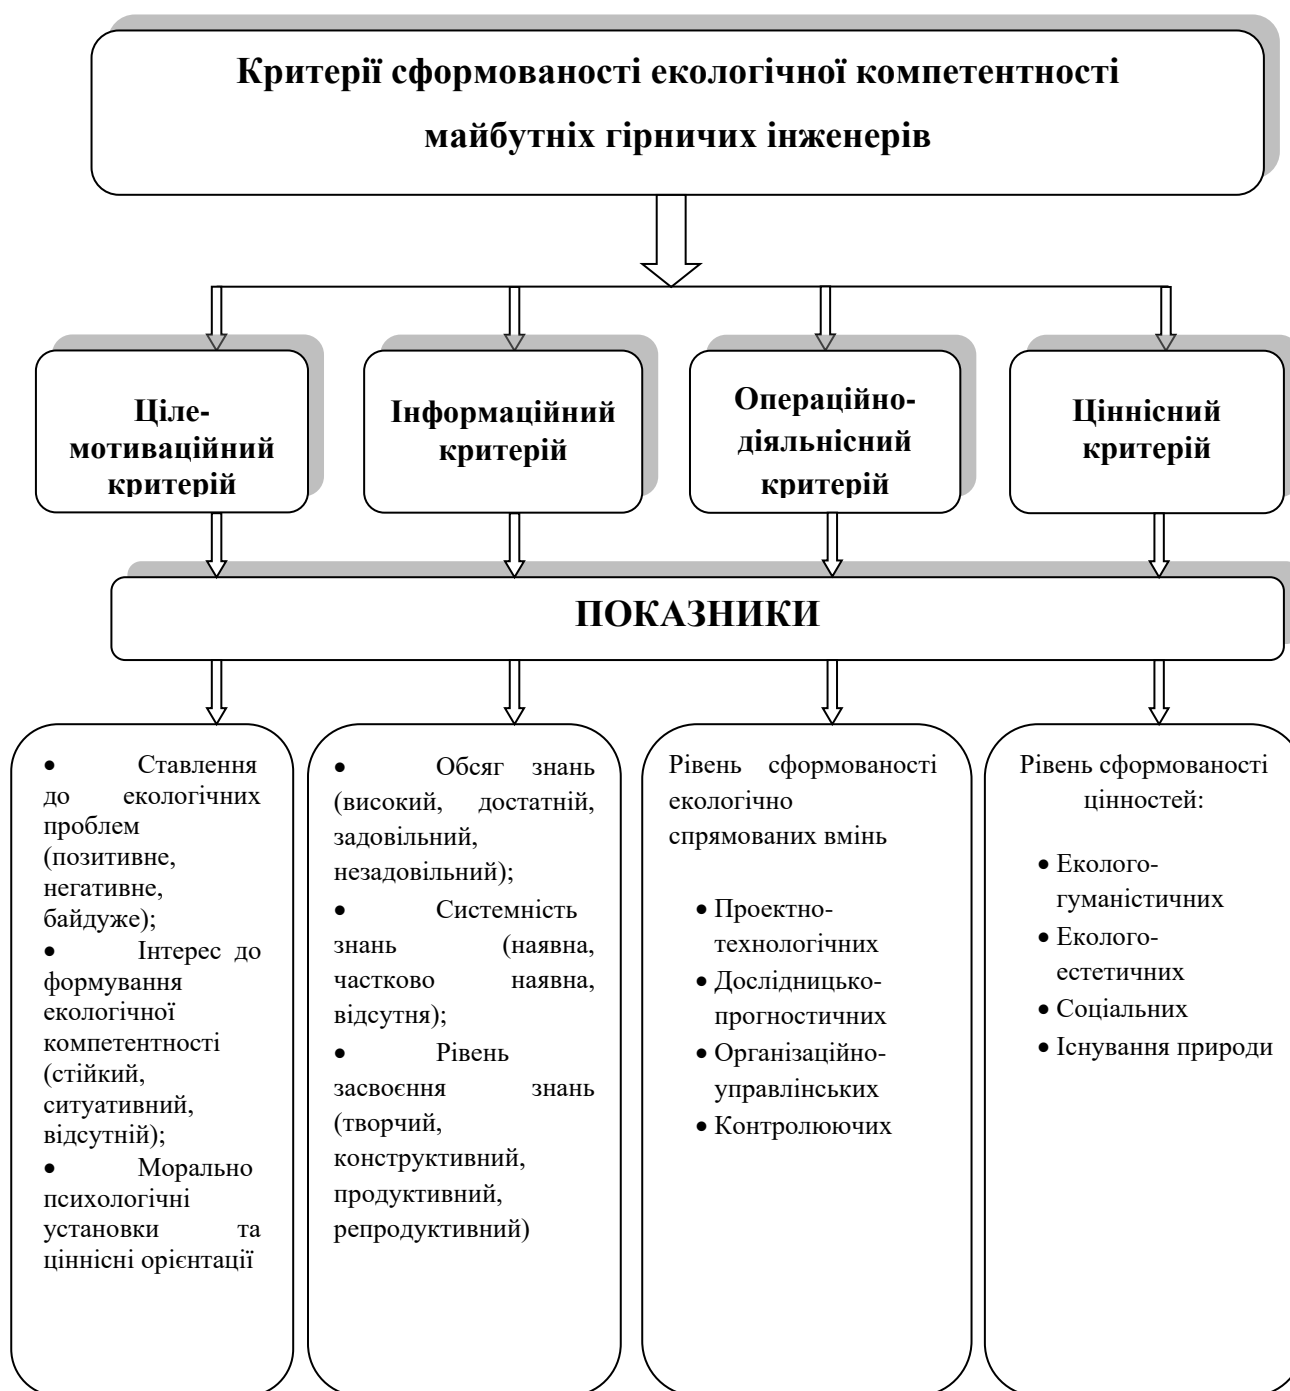 Критерії сформованості екологічної компетентності
майбутніх гірничих інженерів
Ціле-
мотиваційний
критерій
Інформаційний
критерій
Операційно-
діяльнісний
критерій
Ціннісний
критерій
ПОКАЗНИКИ
• Ставлення
до екологічних
проблем
(позитивне,
негативне,
байдуже);
• Інтерес до
формування
екологічної
компетентності
(стійкий,
ситуативний,
відсутній);
• Морально
психологічні
установки та
ціннісні орієнтації
• Обсяг знань
(високий, достатній,
задовільний,
незадовільний);
• Системність
знань (наявна,
частково наявна,
відсутня);
• Рівень
засвоєння знань
(творчий,
конструктивний,
продуктивний,
репродуктивний)
Рівень сформованості
екологічно
спрямованих вмінь
• Проектно-
технологічних
• Дослідницько-
прогностичних
• Організаційно-
управлінських
• Контролюючих
Рівень сформованості
цінностей:
• Еколого-
гуманістичних
• Еколого-
естетичних
• Соціальних
• Існування природи